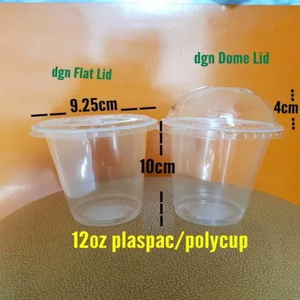 dgn Flat Lid
dgn Dome Lid
9.25cm
4cm
10cm
12oz plaspac/polycup